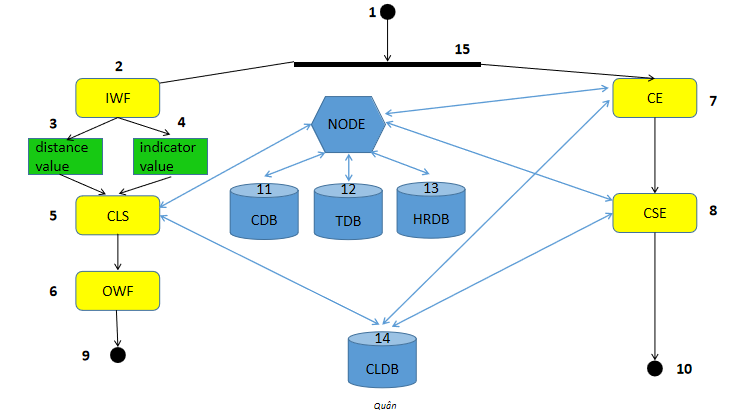 1
15
2
IWF
CE
7
3
4
NODE
distance
value
indicator
value
11
CDB
12
TDB
13
HRDB
5
CLS
CSE
8
6
OWF
9
14
CLDB
10
Quân